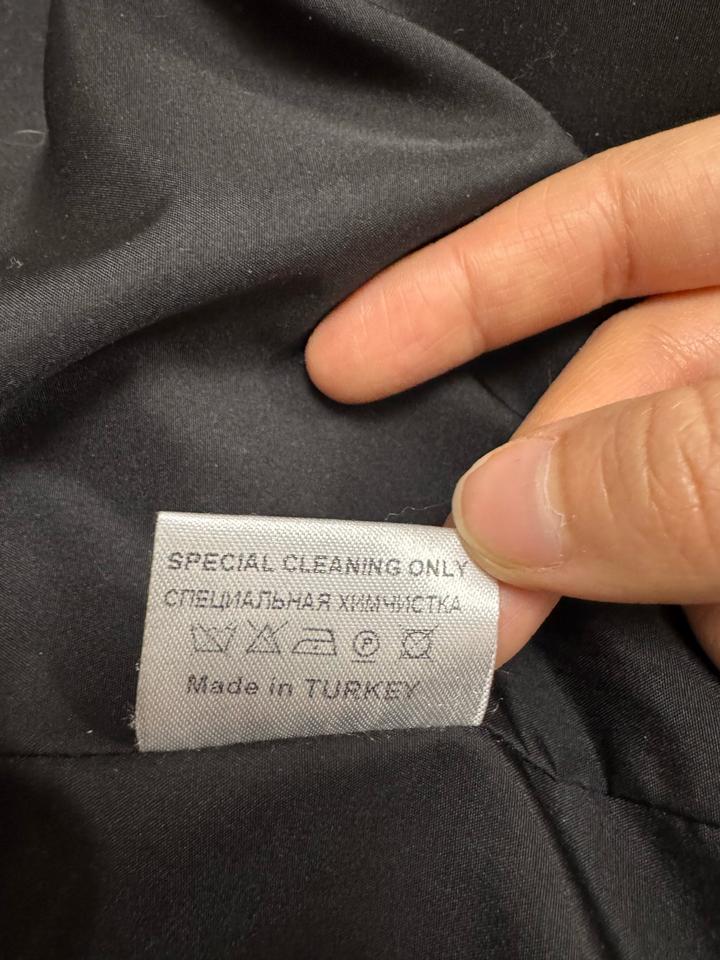 SPECIAL CLEANING ONLY
СПЕЦИАЛЬНАЯ ХИМЧИСТКА
P
Made in TURKEY